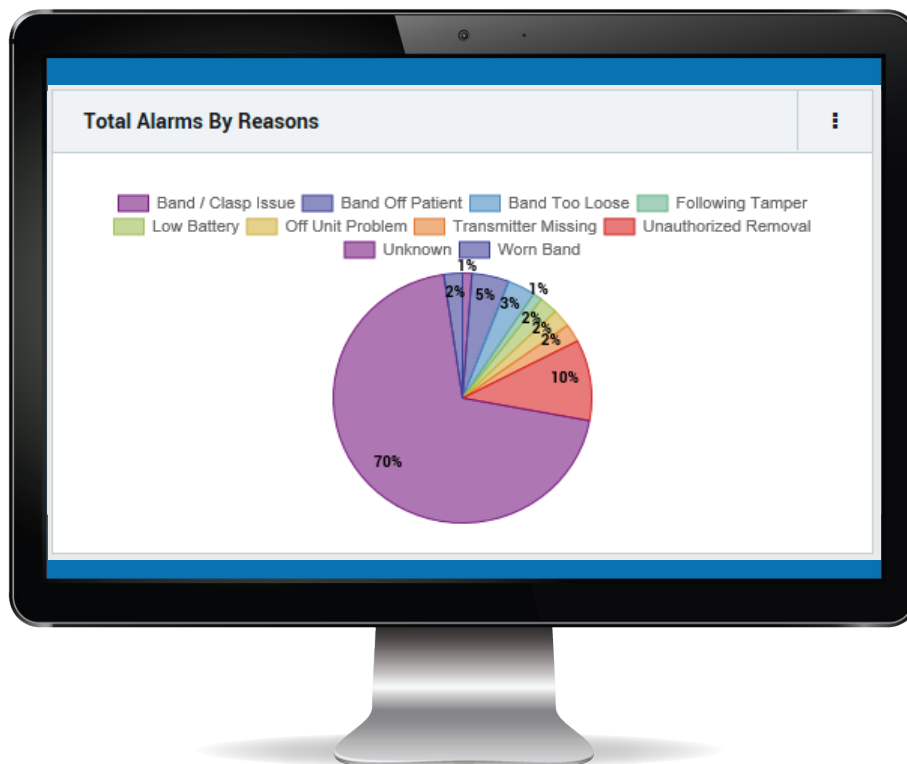 Total Alarms By Reasons
Band / Clasp Issue Band Off Patient Band Too Loose Following Tamper
Low Battery Off Unit Problem Transmitter Missing Unauthorized Removal
Unknown Worn Band
1%
2% 5% 3% 1%
2%
2%
2%
10%
70%